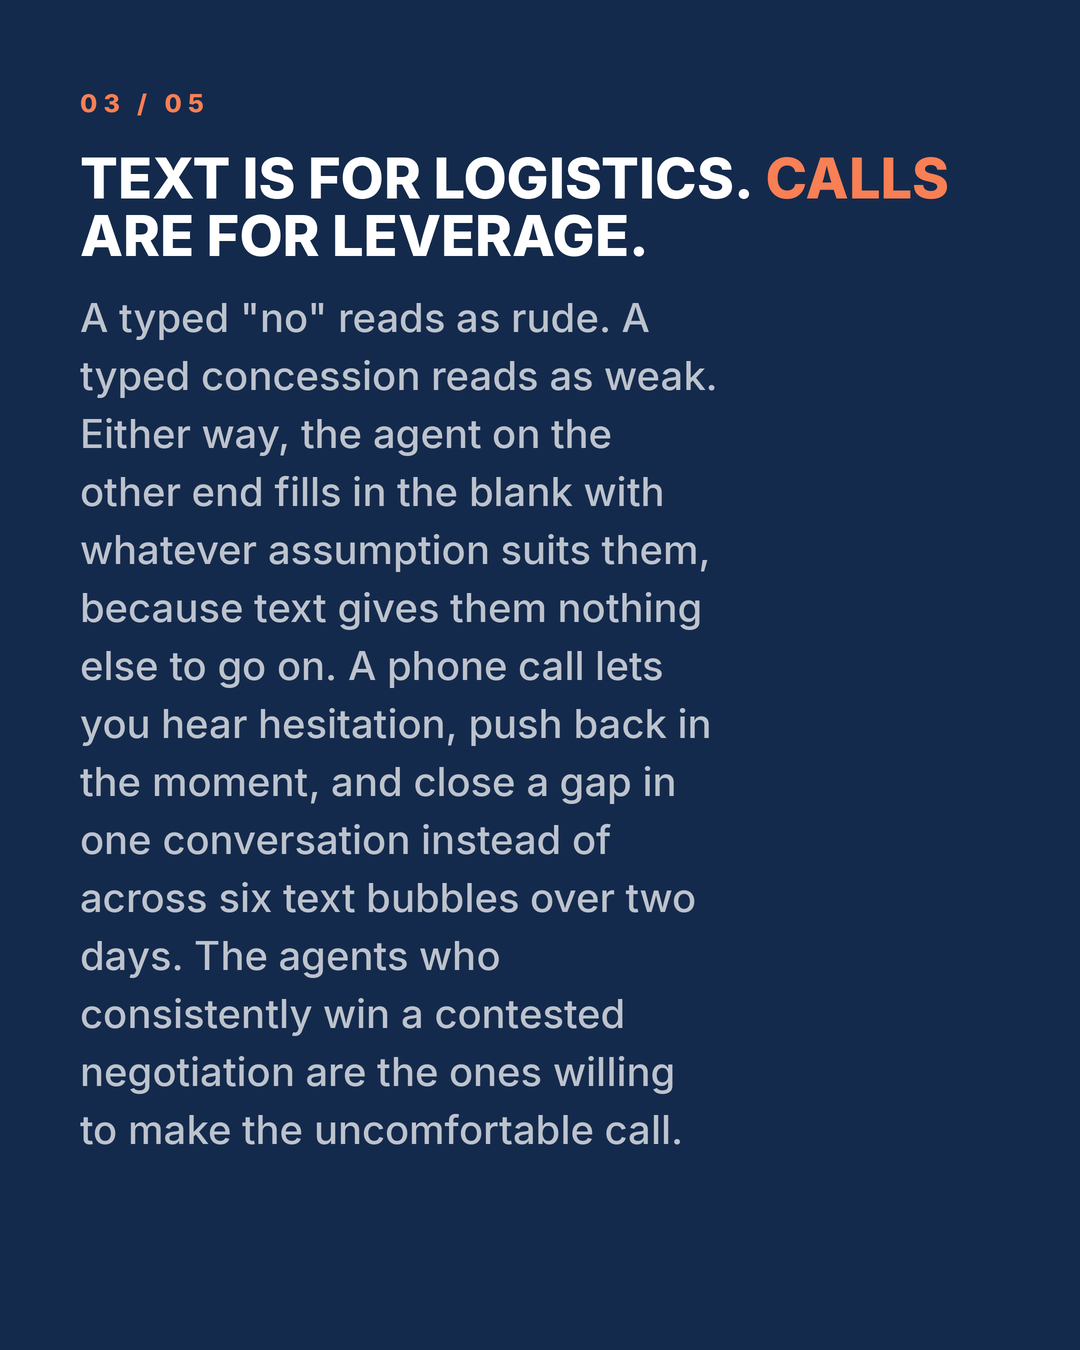 03 / 05
TEXT IS FOR LOGISTICS. CALLS
ARE FOR LEVERAGE.
A typed "no" reads as rude. A
typed concession reads as weak.
Either way, the agent on the
other end fills in the blank with
whatever assumption suits them,
because text gives them nothing
else to go on. A phone call lets
you hear hesitation, push back in
the moment, and close a gap in
one conversation instead of
across six text bubbles over two
days. The agents who
consistently win a contested
negotiation are the ones willing
to make the uncomfortable call.